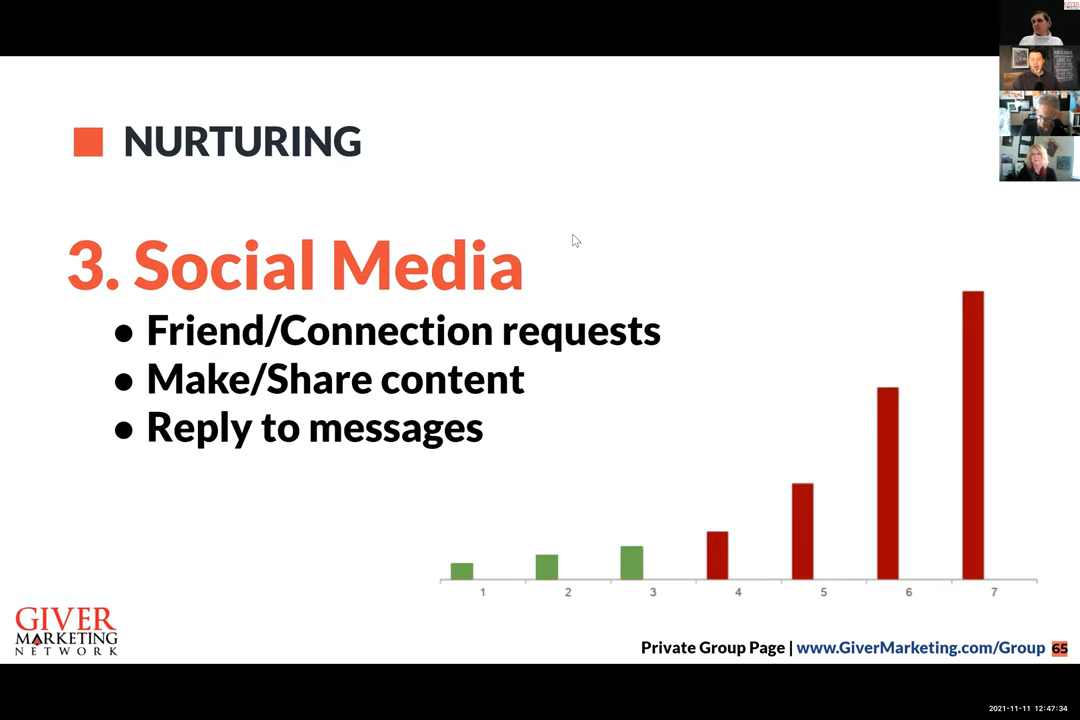 GIVER
NURTURING
3. Social Media
● Friend/Connection requests
● Make/Share content
● Reply to messages
1 2 3 4 5 6 7
GIVER
MARKETING
NETWORK
Private Group Page | www.GiverMarketing.com/Group 65
2021-11-11 12:47:34